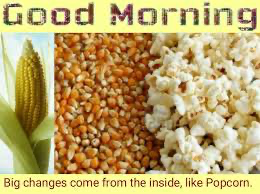 Good Morning
Big changes come from the inside, like Popcorn.